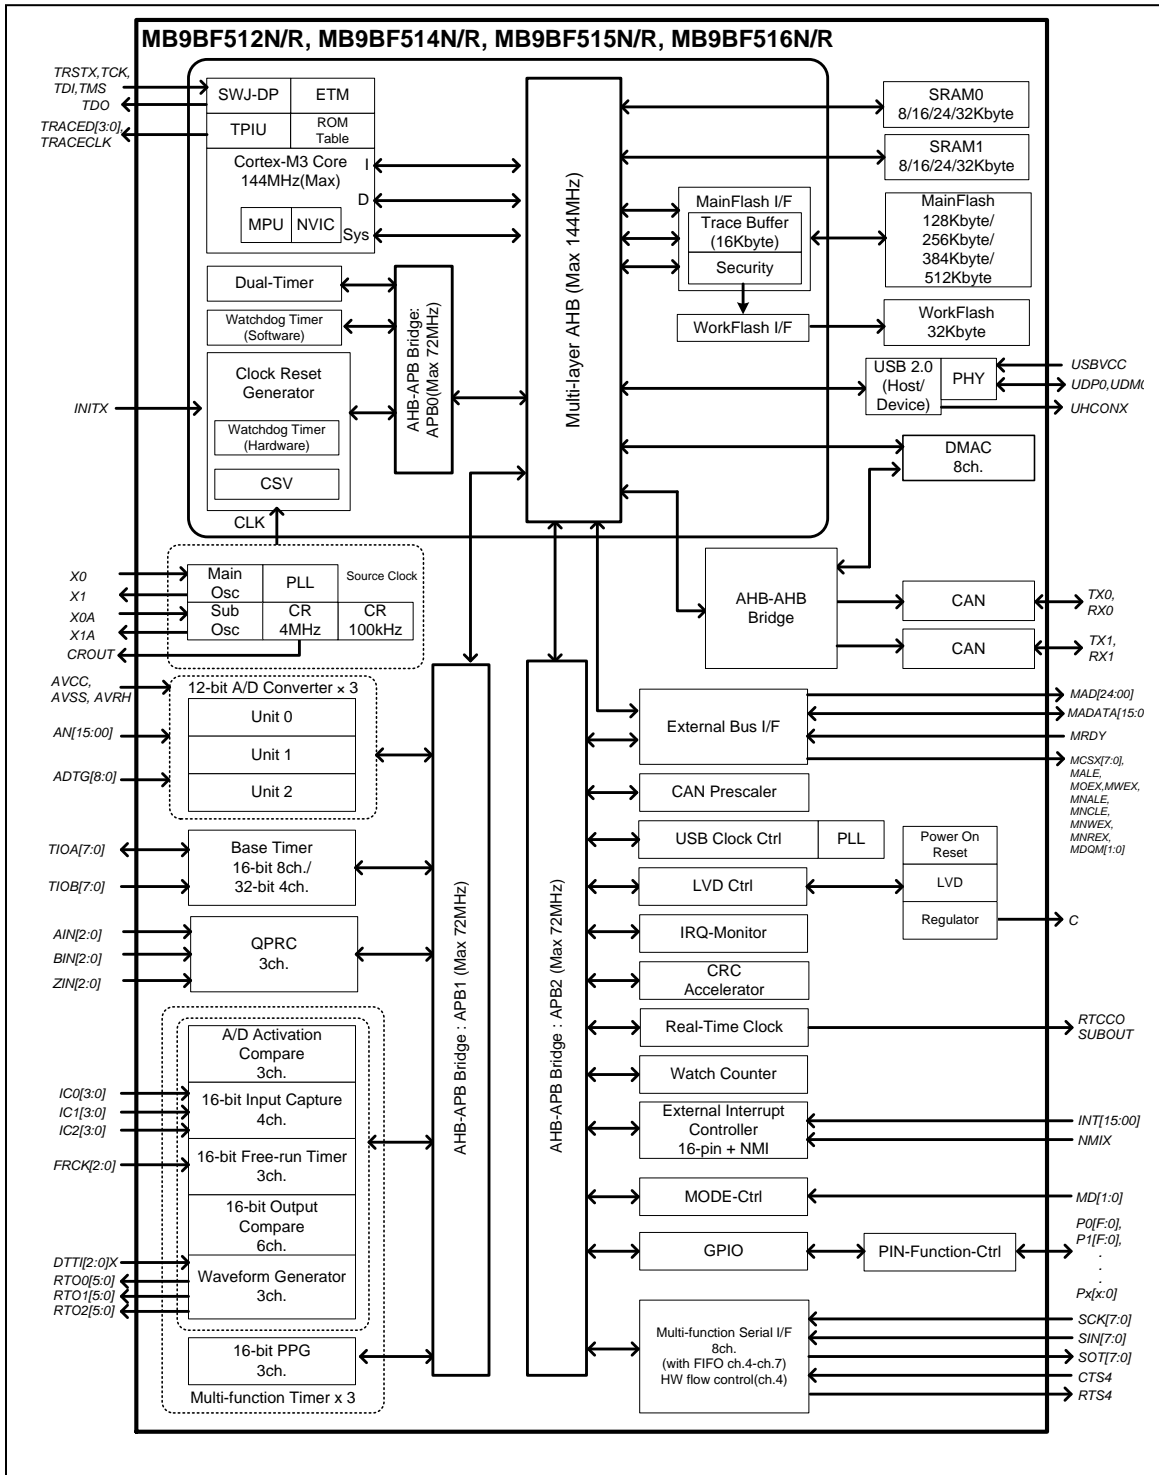 MB9BF512N/R, MB9BF514N/R, MB9BF515N/R, MB9BF516N/R
TRSTX,TCK,
TDI,TMS
TDO
TRACED[3:0],
TRACECLK
SWJ-DP
ETM
TPIU
ROM
Table
Cortex-M3 Core
144MHz(Max)
I
D
Sys
MPU
NVIC
Dual-Timer
Watchdog Timer
(Software)
Clock Reset
Generator
Watchdog Timer
(Hardware)
CSV
CLK
INITX
AHB-APB Bridge:
APB0(Max 72MHz)
Multi-layer AHB (Max 144MHz)
MainFlash I/F
Trace Buffer
(16Kbyte)
Security
WorkFlash I/F
SRAM0
8/16/24/32Kbyte
SRAM1
8/16/24/32Kbyte
MainFlash
128Kbyte/
256Kbyte/
384Kbyte/
512Kbyte
WorkFlash
32Kbyte
USB 2.0
(Host/
Device)
PHY
USBVCC
UDP0,UDM0
UHCONX
DMAC
8ch.
AHB-AHB
Bridge
CAN
TX0,
RX0
CAN
TX1,
RX1
X0
X1
X0A
X1A
CROUT
Main
Osc
PLL
Source Clock
Sub
Osc
CR
4MHz
CR
100kHz
AVCC,
AVSS, AVRH
AN[15:00]
ADTG[8:0]
12-bit A/D Converter × 3
Unit 0
Unit 1
Unit 2
TIOA[7:0]
TIOB[7:0]
Base Timer
16-bit 8ch./
32-bit 4ch.
AIN[2:0]
BIN[2:0]
ZIN[2:0]
QPRC
3ch.
A/D Activation
Compare
3ch.
IC0[3:0]
IC1[3:0]
IC2[3:0]
16-bit Input Capture
4ch.
FRCK[2:0]
16-bit Free-run Timer
3ch.
16-bit Output
Compare
6ch.
DTTI[2:0]X
RTO0[5:0]
RTO1[5:0]
RTO2[5:0]
Waveform Generator
3ch.
16-bit PPG
3ch.
Multi-function Timer x 3
AHB-APB Bridge : APB1 (Max 72MHz)
AHB-APB Bridge : APB2 (Max 72MHz)
External Bus I/F
MAD[24:00]
MADATA[15:0
MRDY
MCSX[7:0],
MALE,
MOEX,MWEX,
MNALE,
MNCLE,
MNWEX,
MNREX,
MDQM[1:0]
CAN Prescaler
USB Clock Ctrl
PLL
LVD Ctrl
Power On
Reset
LVD
Regulator
C
IRQ-Monitor
CRC
Accelerator
Real-Time Clock
RTCCO
SUBOUT
Watch Counter
External Interrupt
Controller
16-pin + NMI
INT[15:00]
NMIX
MODE-Ctrl
MD[1:0]
GPIO
PIN-Function-Ctrl
P0[F:0],
P1[F:0],
.
.
.
Px[x:0]
Multi-function Serial I/F
8ch.
(with FIFO ch.4-ch.7)
HW flow control(ch.4)
SCK[7:0]
SIN[7:0]
SOT[7:0]
CTS4
RTS4